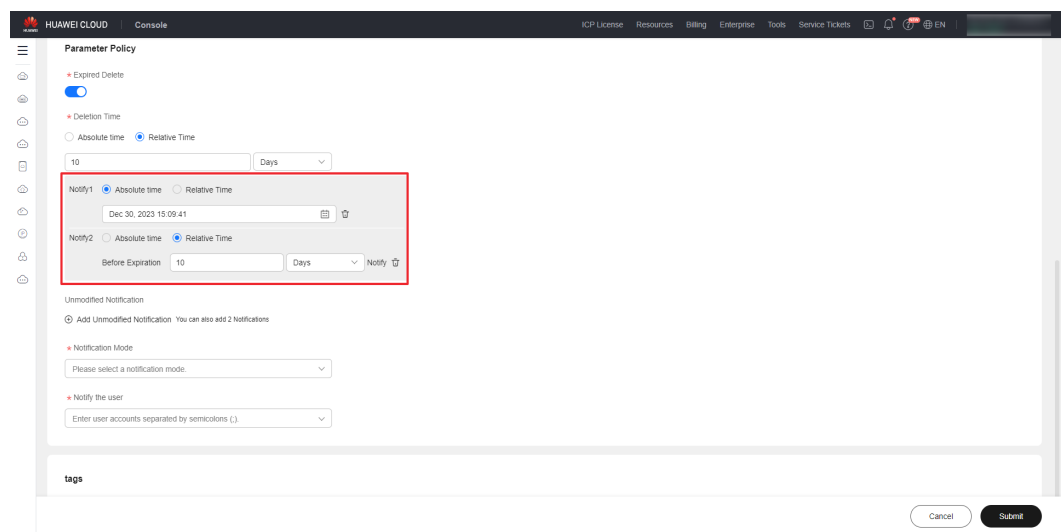 HUAWEI HUAWEI CLOUD Console ICP License Resources Billing Enterprise Tools Service Tickets NEW EN
Parameter Policy
* Expired Delete
* Deletion Time
Absolute time Relative Time
10 Days
Notify1 Absolute time Relative Time
Dec 30, 2023 15:09:41
Notify2 Absolute time Relative Time
Before Expiration 10 Days Notify
Unmodified Notification
Add Unmodified Notification You can also add 2 Notifications
* Notification Mode
Please select a notification mode.
* Notify the user
Enter user accounts separated by semicolons (;).
tags
Cancel Submit